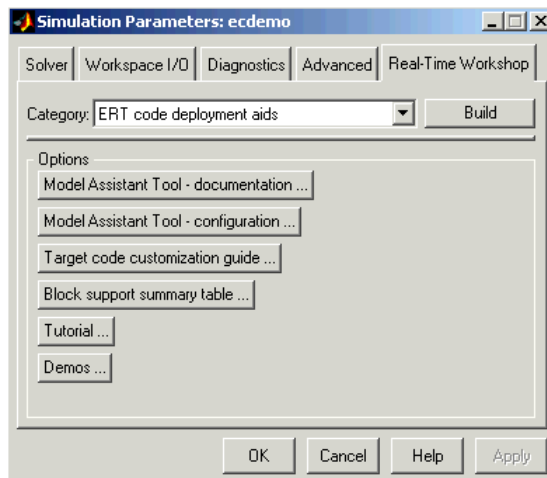 Simulation Parameters: ecdemo
Solver Workspace I/O Diagnostics Advanced Real-Time Workshop
Category: ERT code deployment aids Build
Options
Model Assistant Tool - documentation ...
Model Assistant Tool - configuration ...
Target code customization guide ...
Block support summary table ...
Tutorial ...
Demos ...
OK Cancel Help Apply